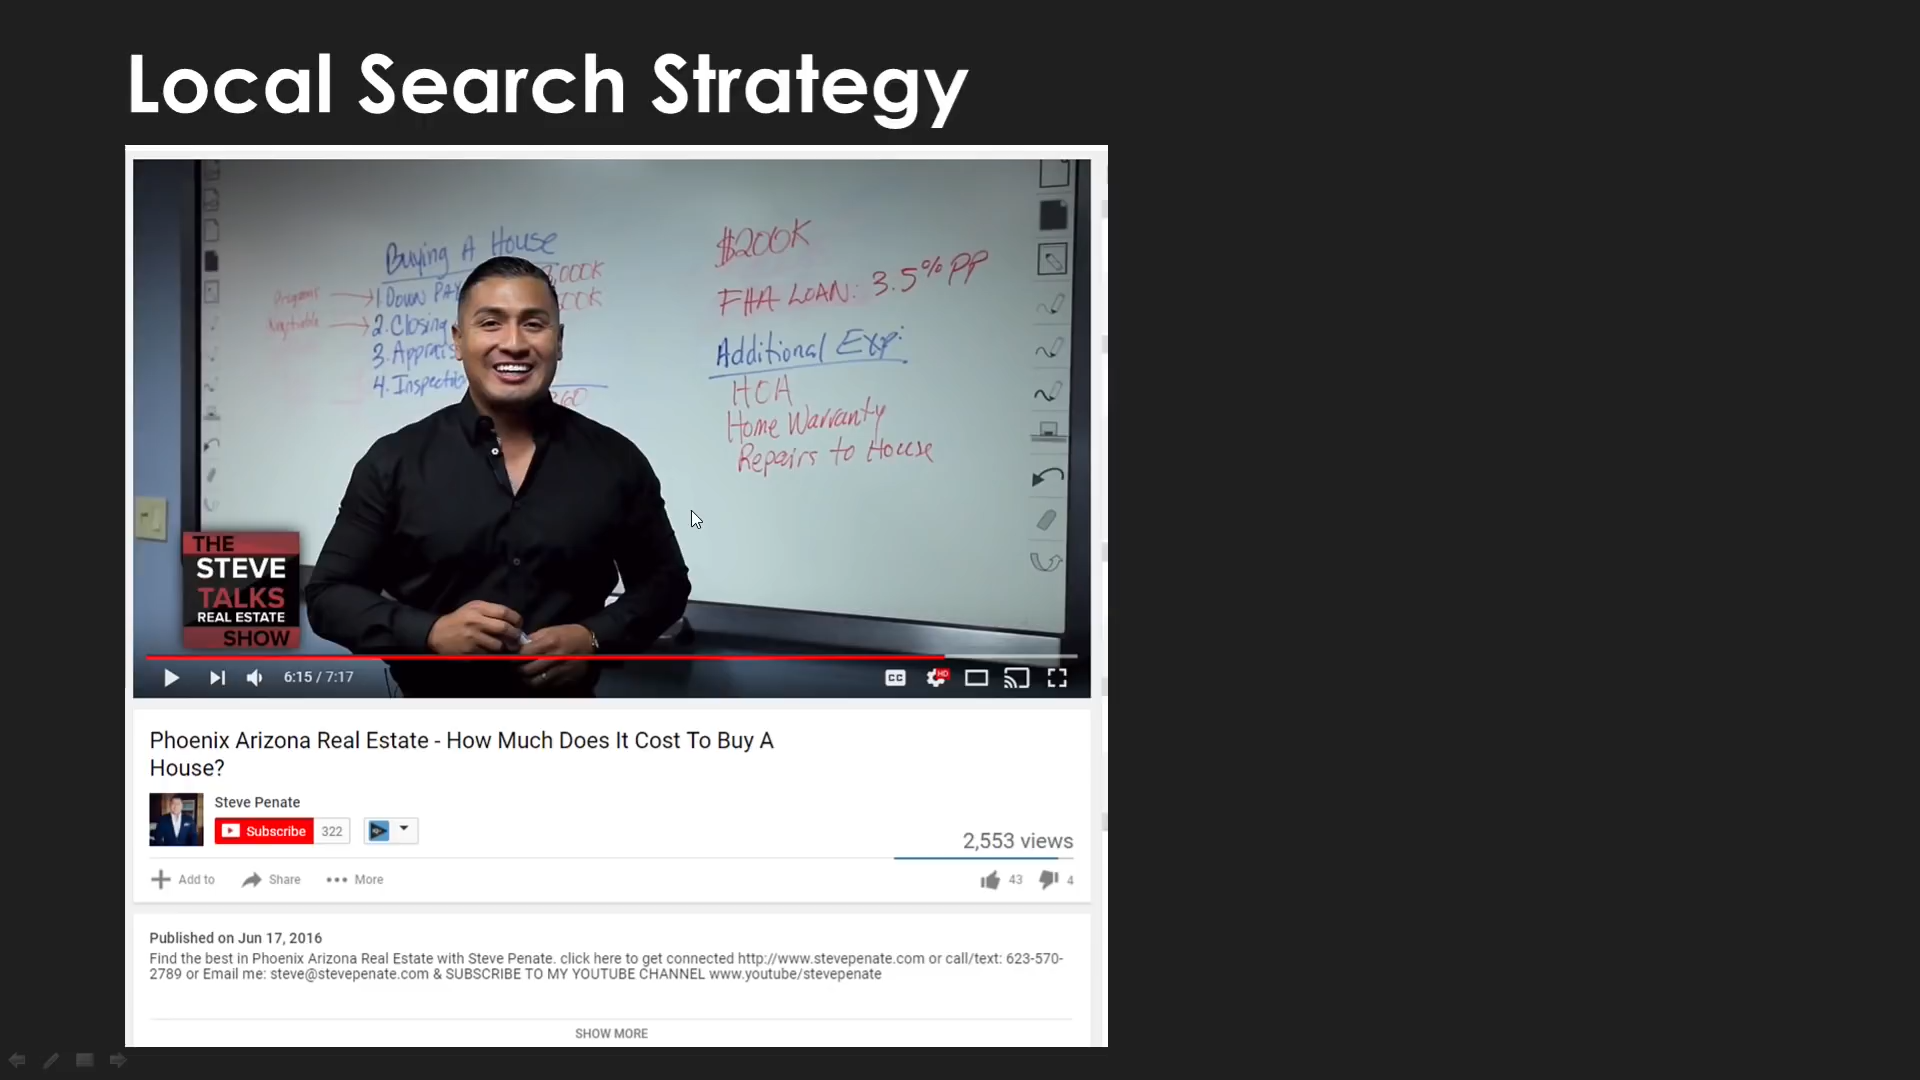 Local Search Strategy
Buying A House
$200K
Programs
1. Down PAY
FHA LOAN: 3.5% PP
Negotiable
2. Closing
3. Apprais
4. Inspectio
Additional Exp:
HOA
Home Warranty
Repairs to House
THE
STEVE
TALKS
REAL ESTATE
SHOW
6:15 / 7:17
CC
HD
Phoenix Arizona Real Estate - How Much Does It Cost To Buy A
House?
Steve Penate
Subscribe 322
2,553 views
Add to Share More
43 4
Published on Jun 17, 2016
Find the best in Phoenix Arizona Real Estate with Steve Penate. click here to get connected http://www.stevepenate.com or call/text: 623-570-
2789 or Email me: steve@stevepenate.com & SUBSCRIBE TO MY YOUTUBE CHANNEL www.youtube/stevepenate
SHOW MORE